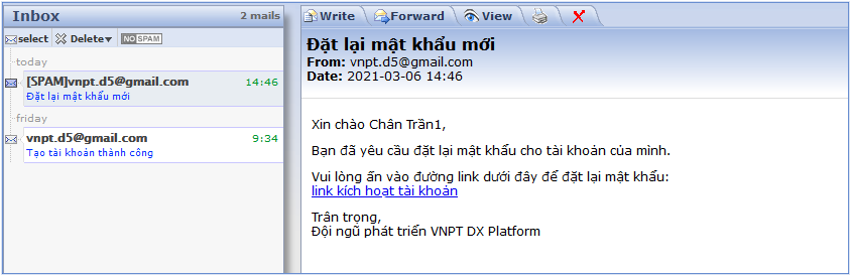 Inbox
2 mails
select Delete NO SPAM
today
[SPAM]vnpt.d5@gmail.com 14:46
Đặt lại mật khẩu mới
friday
vnpt.d5@gmail.com 9:34
Tạo tài khoản thành công
Write Forward View
Đặt lại mật khẩu mới
From: vnpt.d5@gmail.com
Date: 2021-03-06 14:46
Xin chào Chân Trần1,
Bạn đã yêu cầu đặt lại mật khẩu cho tài khoản của mình.
Vui lòng ấn vào đường link dưới đây để đặt lại mật khẩu:
link kích hoạt tài khoản
Trân trọng,
Đội ngũ phát triển VNPT DX Platform